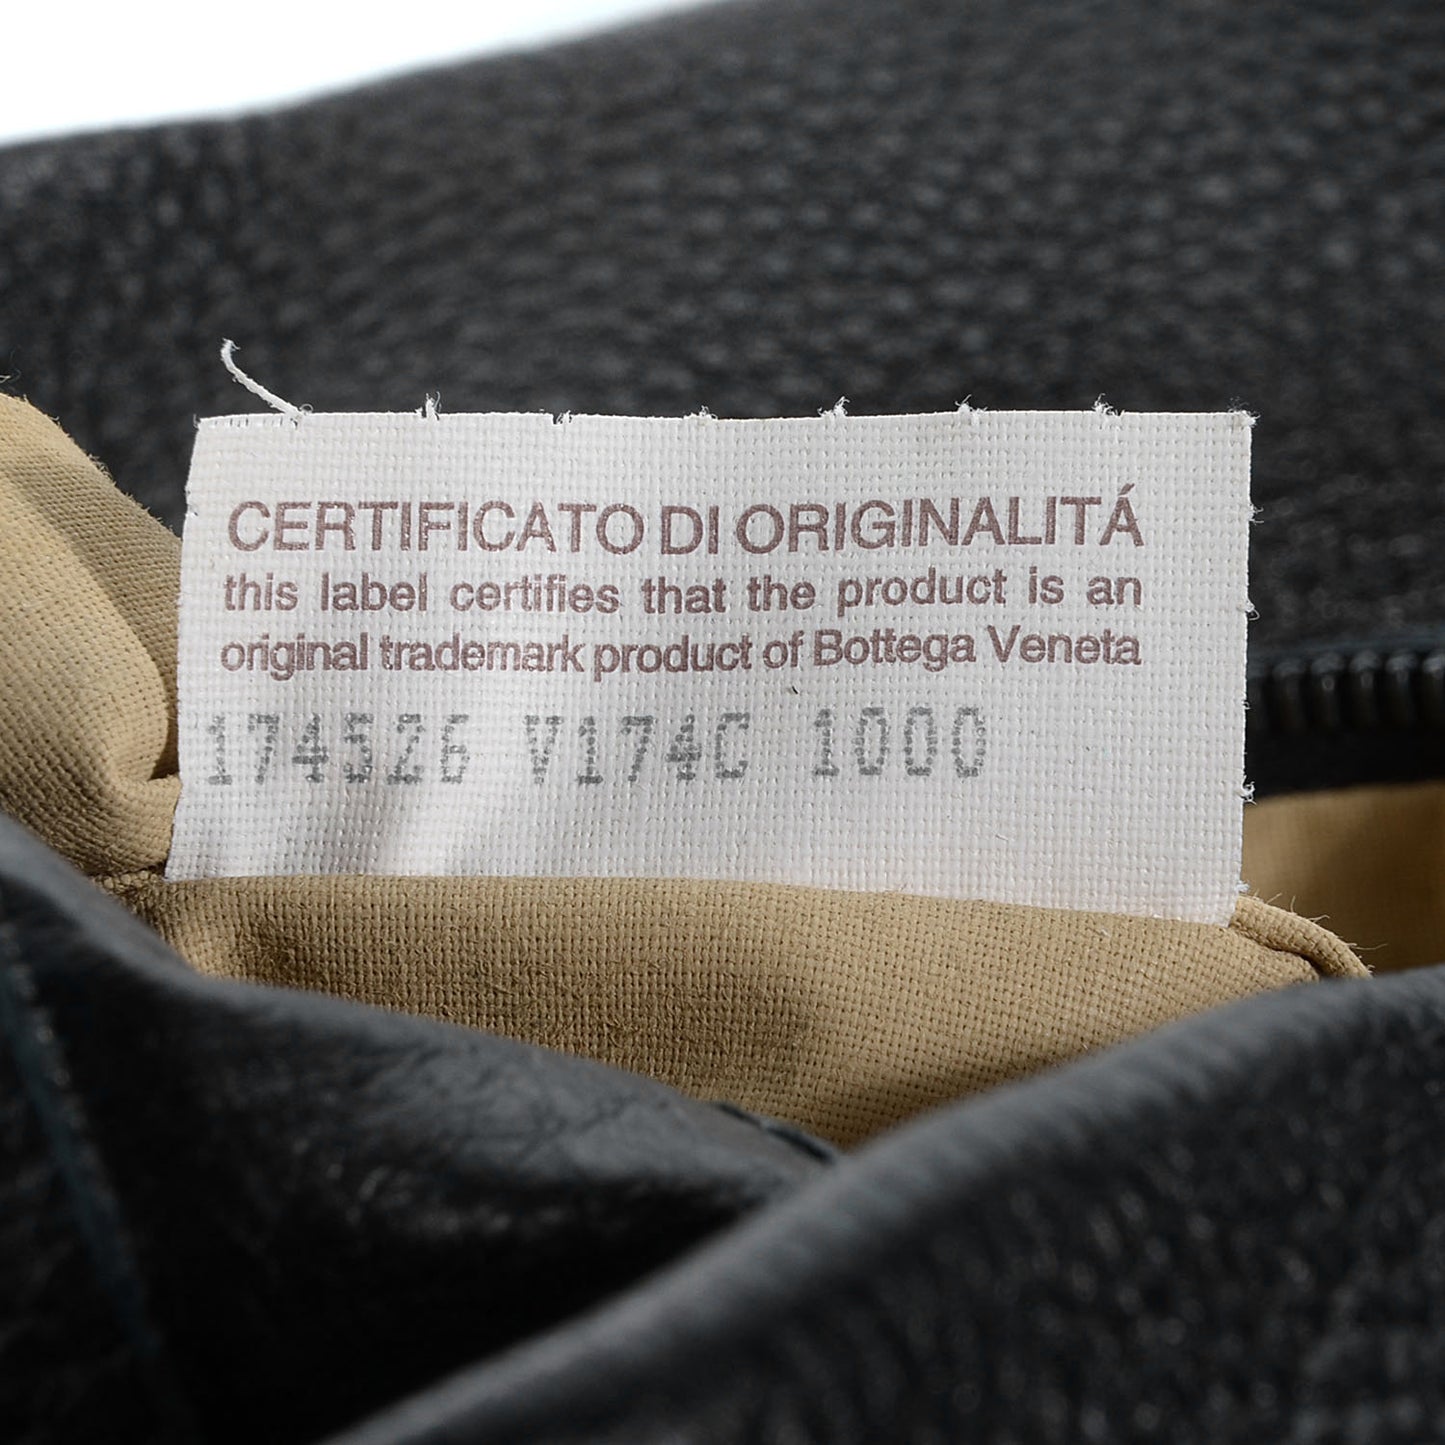 CERTIFICATO DI ORIGINALITÁ
this label certifies that the product is an
original trademark product of Bottega Veneta
174526 V174C 1000